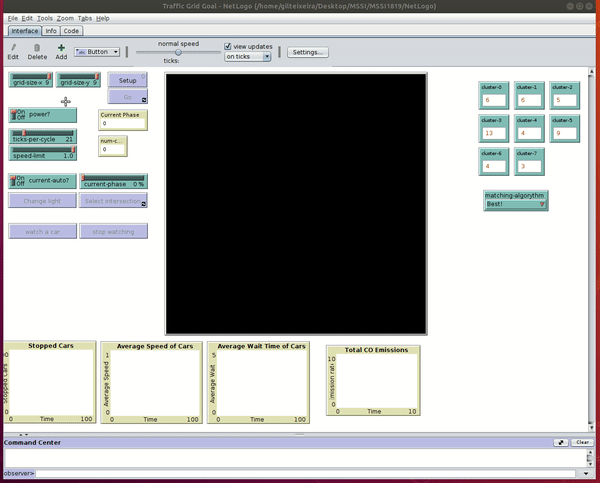 Traffic Grid Goal - NetLogo {/home/gilteixeira/Desktop/MSSI/MSSI1819/NetLogo}
File Edit Tools Zoom Tabs Help
Interface Info Code
Edit Delete Add Button normal speed view updates on ticks Settings...
ticks:
grid-size-x 9 grid-size-y 9 Setup
Go
On Off power?
Current Phase
0
ticks-per-cycle 21
speed-limit 1.0
num-c...
0
On Off current-auto? current-phase 0 %
Change light Select intersection
watch a car stop watching
cluster-0 cluster-1 cluster-2
6 6 5
cluster-3 cluster-4 cluster-5
13 4 9
cluster-6 cluster-7
4 3
matching-algorythm
Best!
Stopped Cars
Stopped Cars
0
0 Time 100
Average Speed of Cars
Average Speed
1
0
0 Time 100
Average Wait Time of Cars
Average Wait
5
0
0 Time 100
Total CO Emissions
10
0
0 Time 10
Command Center Clear
observer>